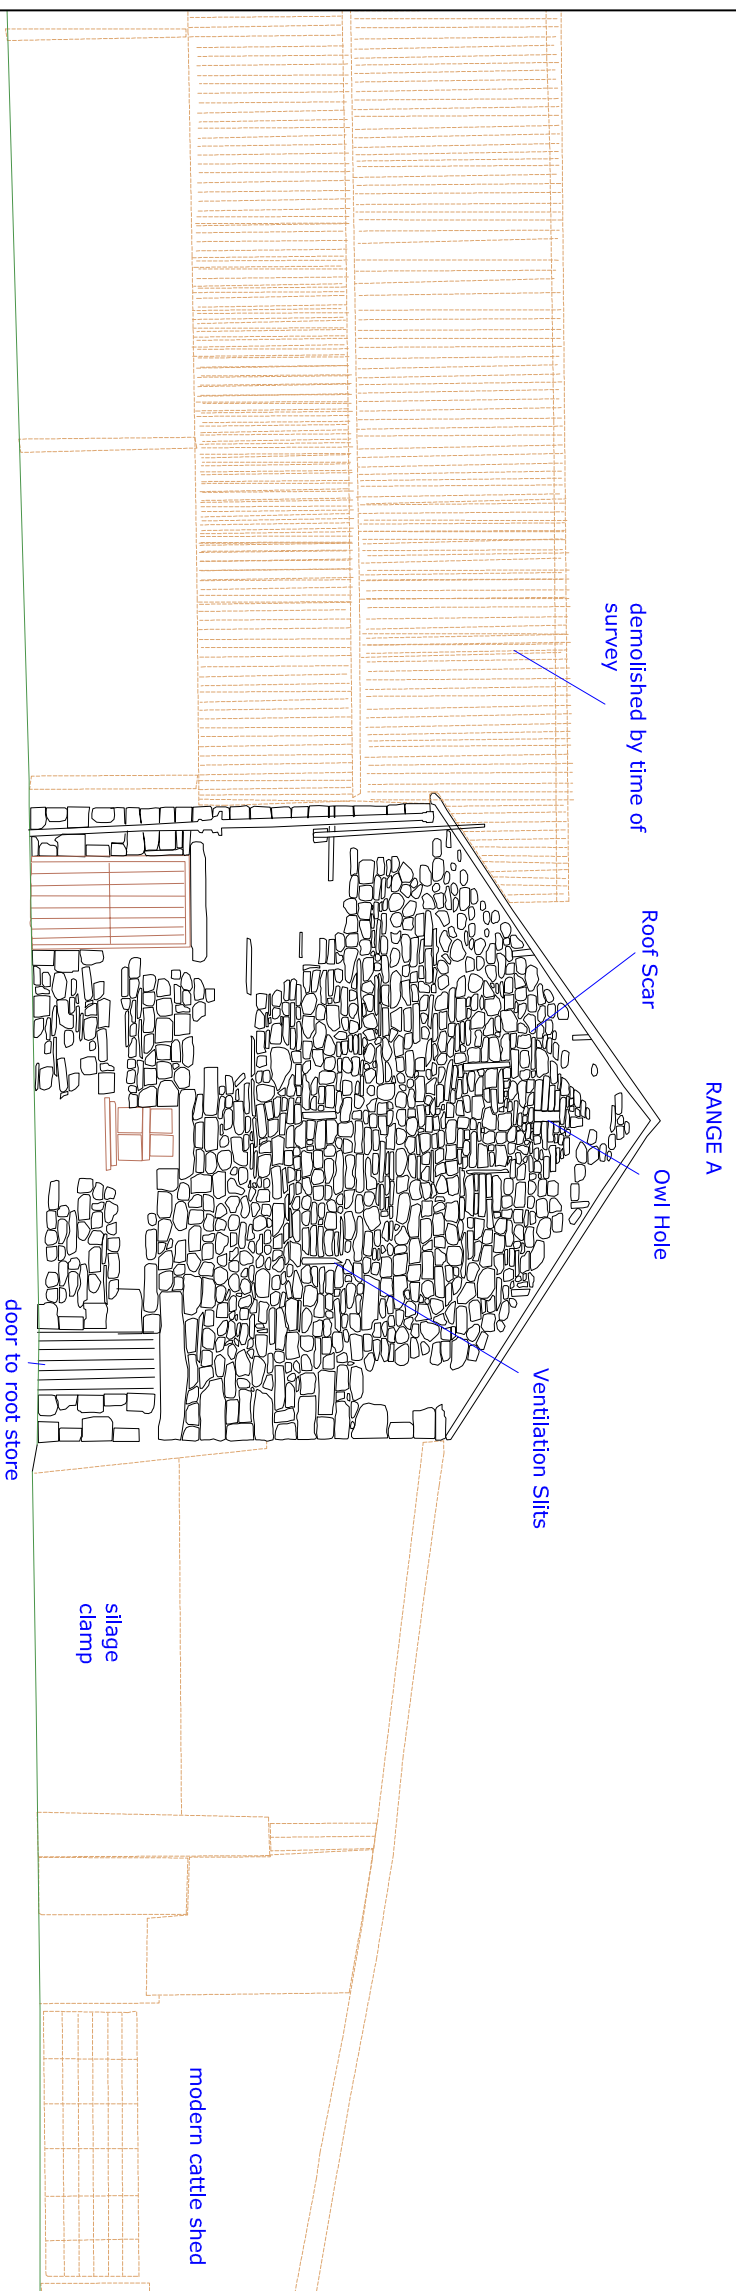 RANGE A
demolished by time of
survey
Roof Scar
Owl Hole
Ventilation Slits
door to root store
silage
clamp
modern cattle shed